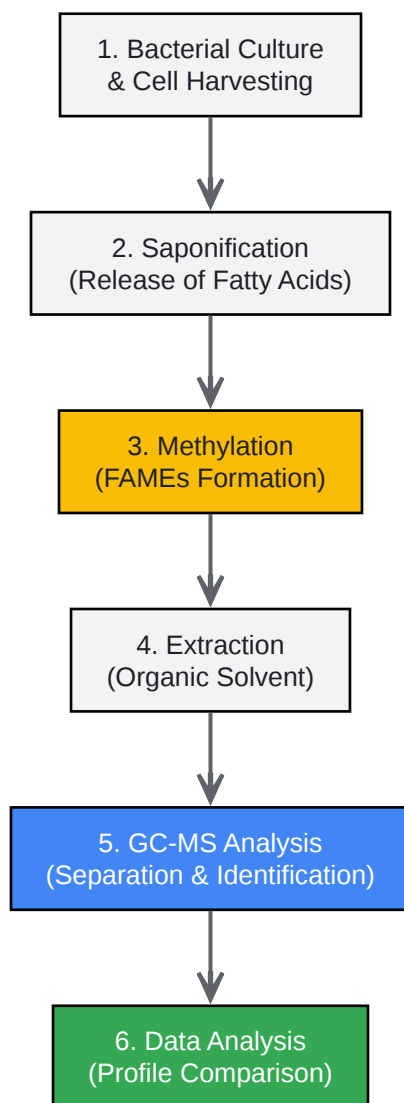 1. Bacterial Culture
& Cell Harvesting
2. Saponification
(Release of Fatty Acids)
3. Methylation
(FAMEs Formation)
4. Extraction
(Organic Solvent)
5. GC-MS Analysis
(Separation & Identification)
6. Data Analysis
(Profile Comparison)